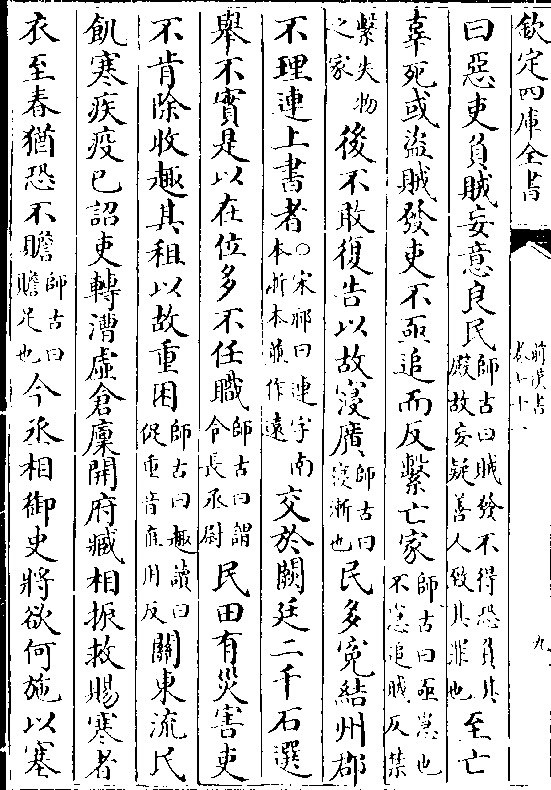 欽定四庫全書
前漢書
卷七十一
九
曰惡吏負賊妄意良民師古曰賊發不得恐負其殿故妄疑善人致其罪也至亡
辜死或盜賊發吏不亟追而反繫亡家師古曰亟急也不急追賊反禁
繫失物之家後不敢復告以故寖廣師古曰寖漸也民多冤結州郡
不理連上書者○宋祁曰連字南本浙本並作遠交於闕廷二千石選
舉不實是以在位多不任職師古曰謂令長丞尉民田有災害吏
不肯除收趣其租以故重困師古曰趣讀曰促重音直用反關東流民
飢寒疾疫已詔吏轉漕虛倉廩開府臧相振救賜寒者
衣至春猶恐不贍師古曰贍足也今丞相御史將欲何施以塞